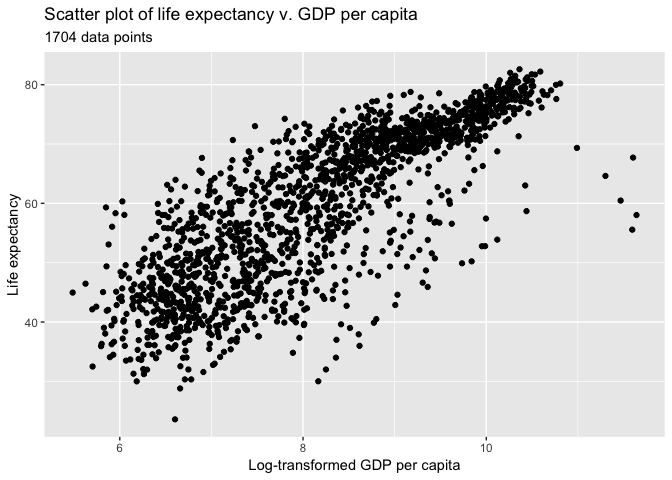 Scatter plot of life expectancy v. GDP per capita
1704 data points
80
60
40
Life expectancy
6
8
10
Log-transformed GDP per capita